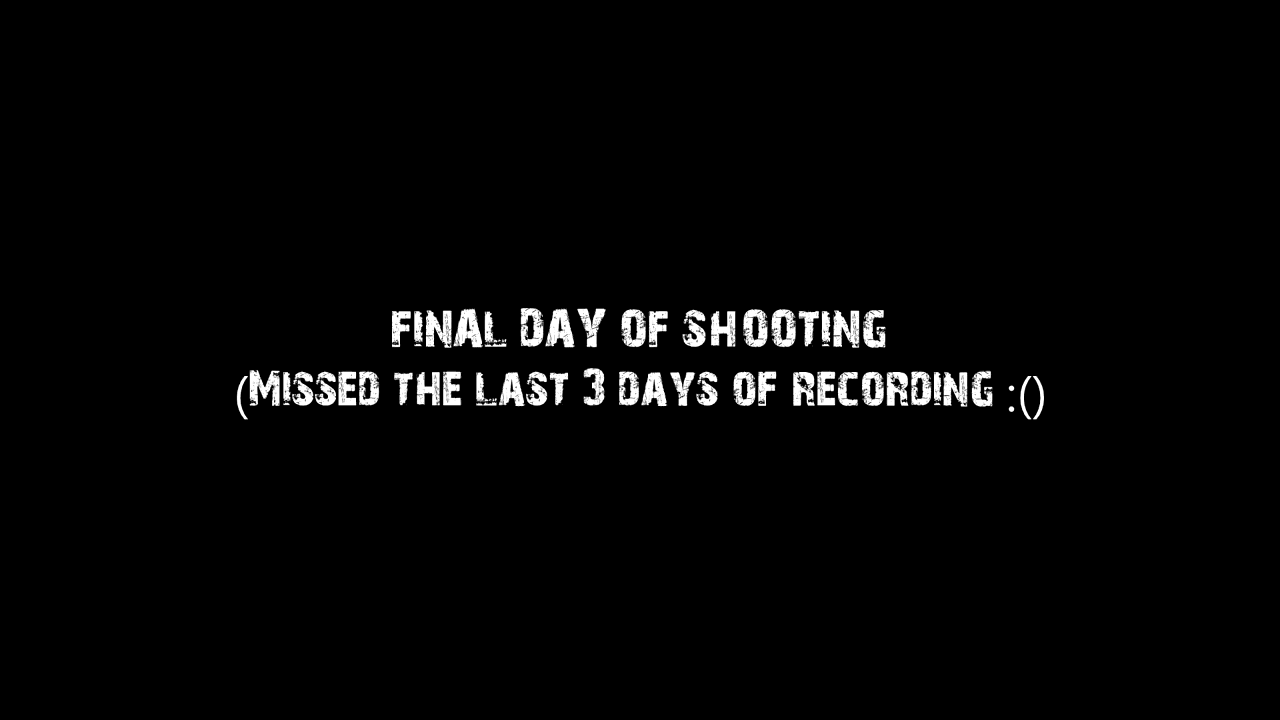 FINAL DAY OF SHOOTING
(MISSED THE LAST 3 DAYS OF RECORDING :()